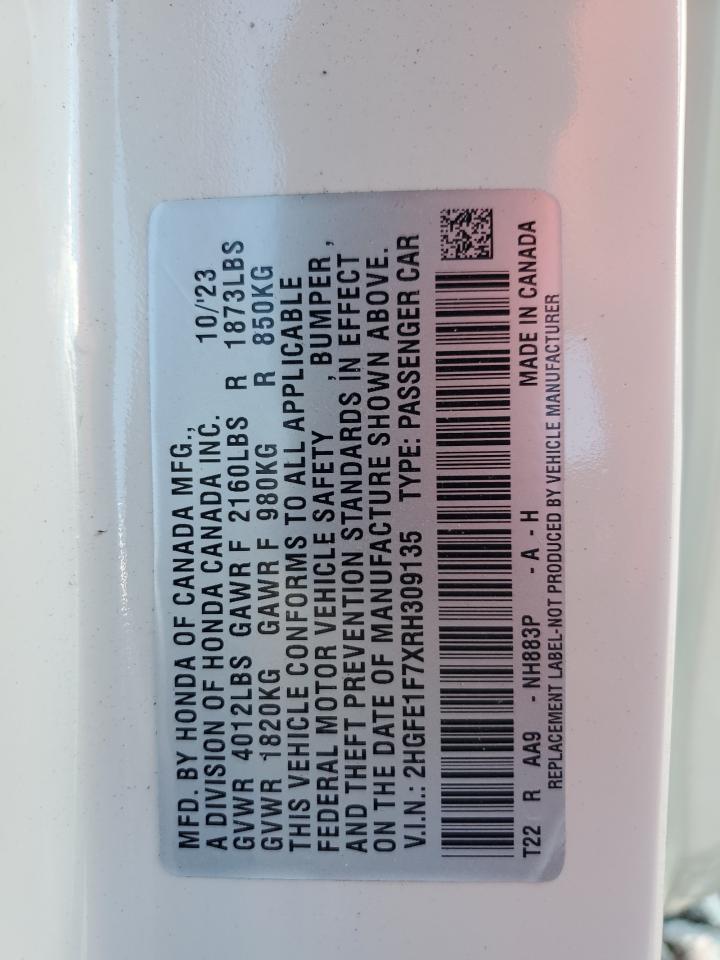 MFD. BY HONDA OF CANADA MFG., 10/'23
A DIVISION OF HONDA CANADA INC.
GVWR 4012LBS GAWR F 2160LBS R 1873LBS
GVWR 1820KG GAWR F 980KG R 850KG
THIS VEHICLE CONFORMS TO ALL APPLICABLE
FEDERAL MOTOR VEHICLE SAFETY , BUMPER ,
AND THEFT PREVENTION STANDARDS IN EFFECT
ON THE DATE OF MANUFACTURE SHOWN ABOVE.
V.I.N.: 2HGFE1F7XRH309135 TYPE: PASSENGER CAR
T22 R AA9 - NH883P - A - H MADE IN CANADA
REPLACEMENT LABEL-NOT PRODUCED BY VEHICLE MANUFACTURER